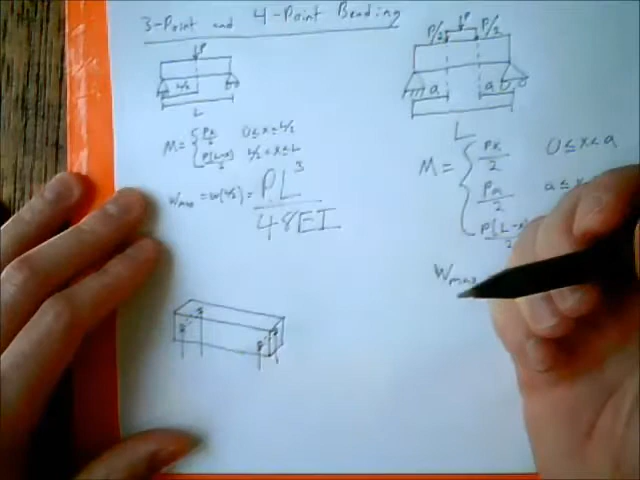 3-Point and 4-Point Bending
P
L/2
L
M = { Px/2 0 ≤ x ≤ L/2
P(L-x)/2 L/2 < x ≤ L
Wmax = w(L/2) = PL³/48EI
P/2 P P/2
a a
L
M = { Px/2 0 ≤ x < a
Pa/2 a ≤ x
P(L-x)/2
Wmax